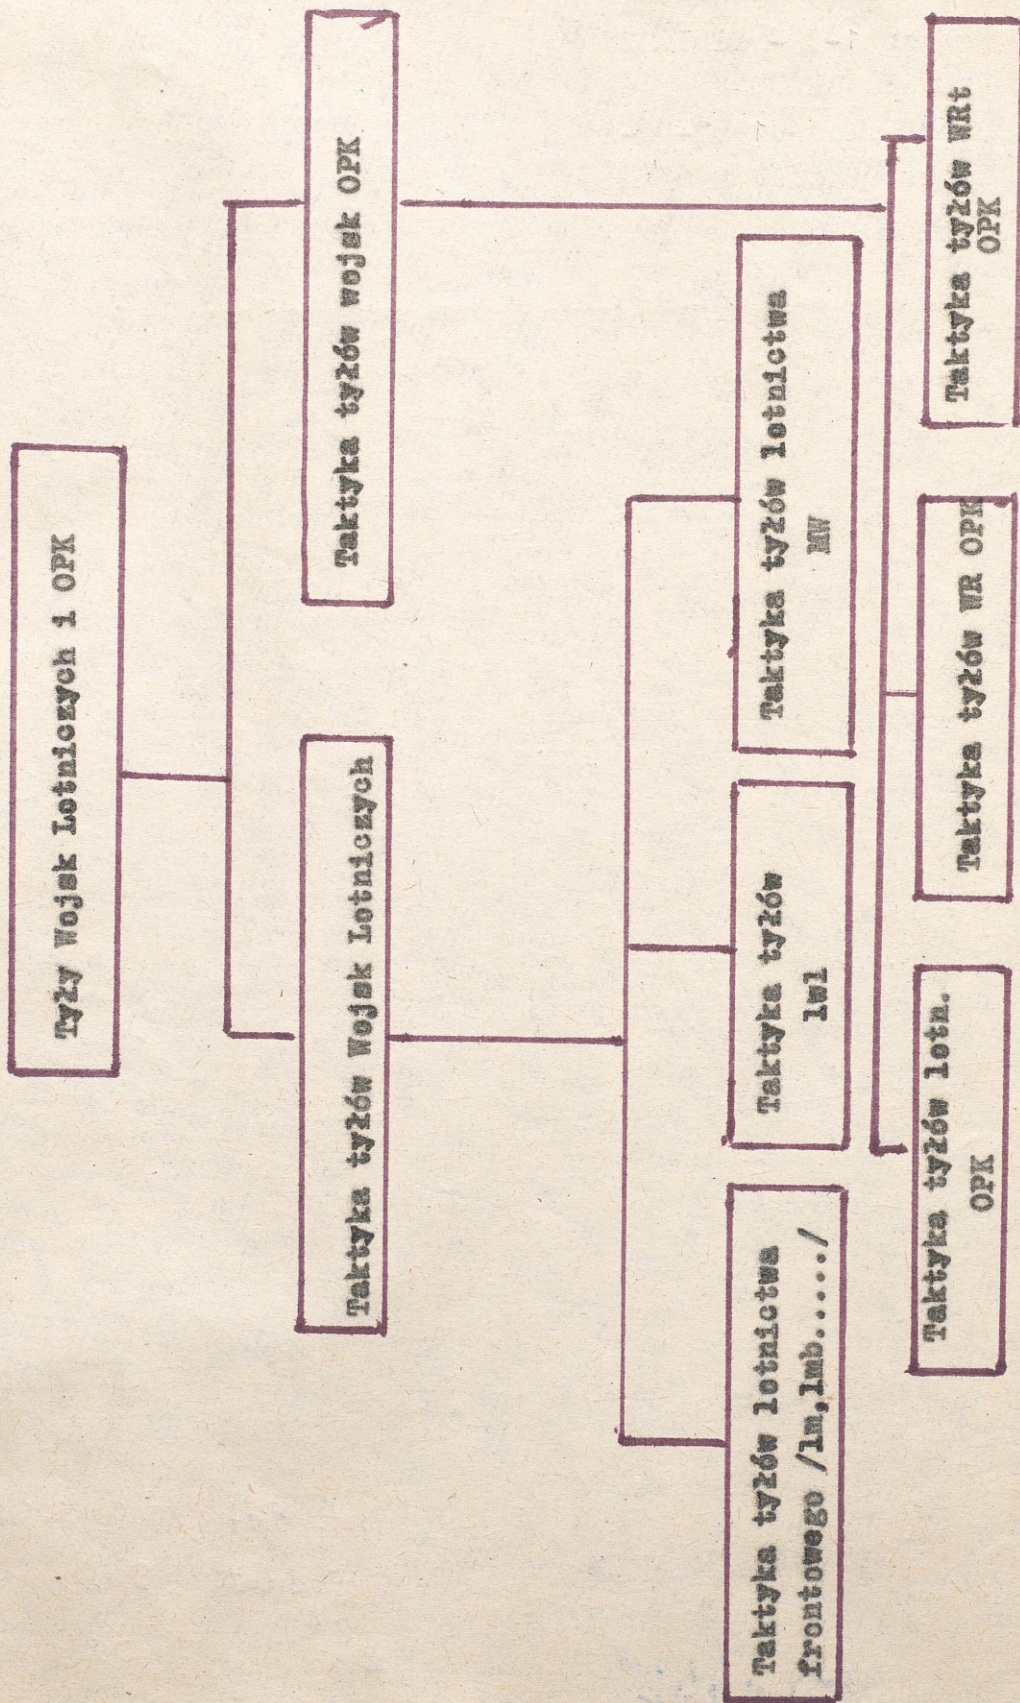 Tyły Wojsk Lotniczych i OPK
Taktyka tyłów Wojsk Lotniczych
Taktyka tyłów wojsk OPK
Taktyka tyłów lotnictwa
frontowego /lm,lmb...../
Taktyka tyłów
lwl
Taktyka tyłów lotnictwa
MW
Taktyka tyłów lotn.
OPK
Taktyka tyłów WR OPK
Taktyka tyłów WRt
OPK